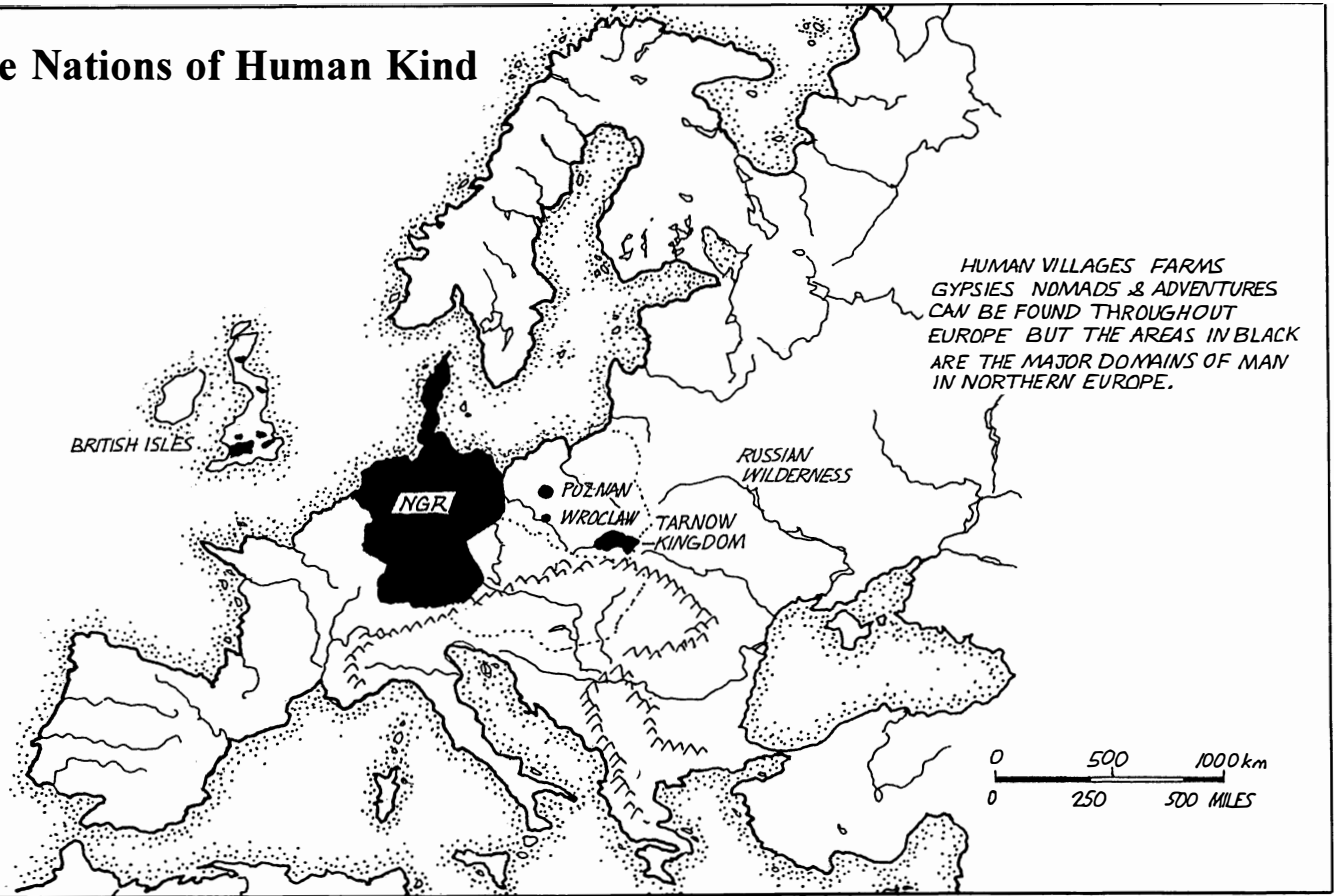 e Nations of Human Kind
HUMAN VILLAGES FARMS
GYPSIES NOMADS & ADVENTURES
CAN BE FOUND THROUGHOUT
EUROPE BUT THE AREAS IN BLACK
ARE THE MAJOR DOMAINS OF MAN
IN NORTHERN EUROPE.
BRITISH ISLES
NGR
POZ-NAN
WROCLAW
TARNOW
KINGDOM
RUSSIAN
WILDERNESS
0 500 1000 km
0 250 500 MILES